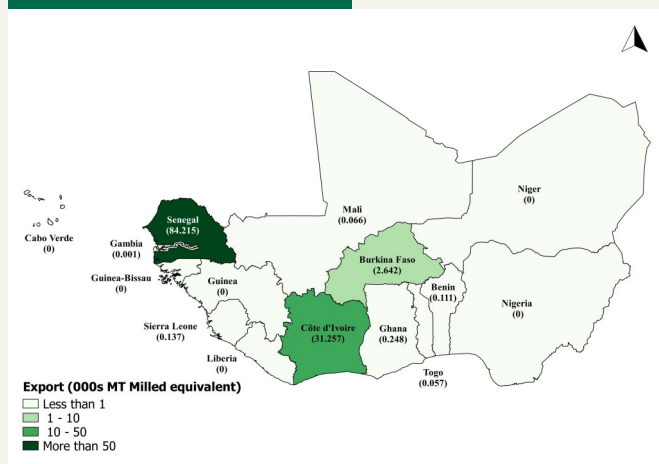 Niger
(0)
Mali
(0.066)
Senegal
(84.215)
Cabo Verde
(0)
Gambia
(0.001)
Burkina Faso
(2.642)
Guinea-Bissau
(0)
Guinea
(0)
Benin
(0.111)
Nigeria
(0)
Sierra Leone
(0.137)
Côte d'Ivoire
(31.257)
Ghana
(0.248)
Liberia
(0)
Togo
(0.057)
Export (000s MT Milled equivalent)
Less than 1
1 - 10
10 - 50
More than 50